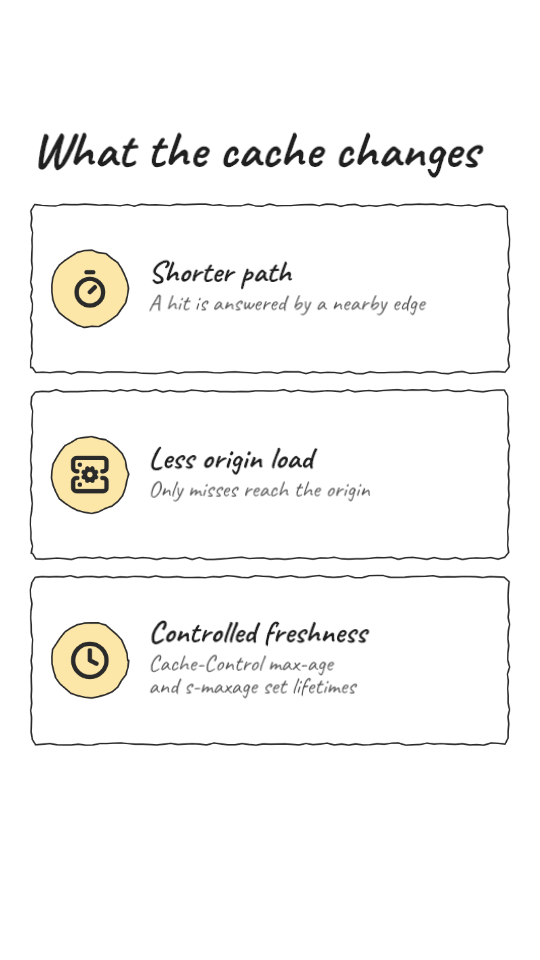 What the cache changes
Shorter path
A hit is answered by a nearby edge
Less origin load
Only misses reach the origin
Controlled freshness
Cache-Control max-age
and s-maxage set lifetimes